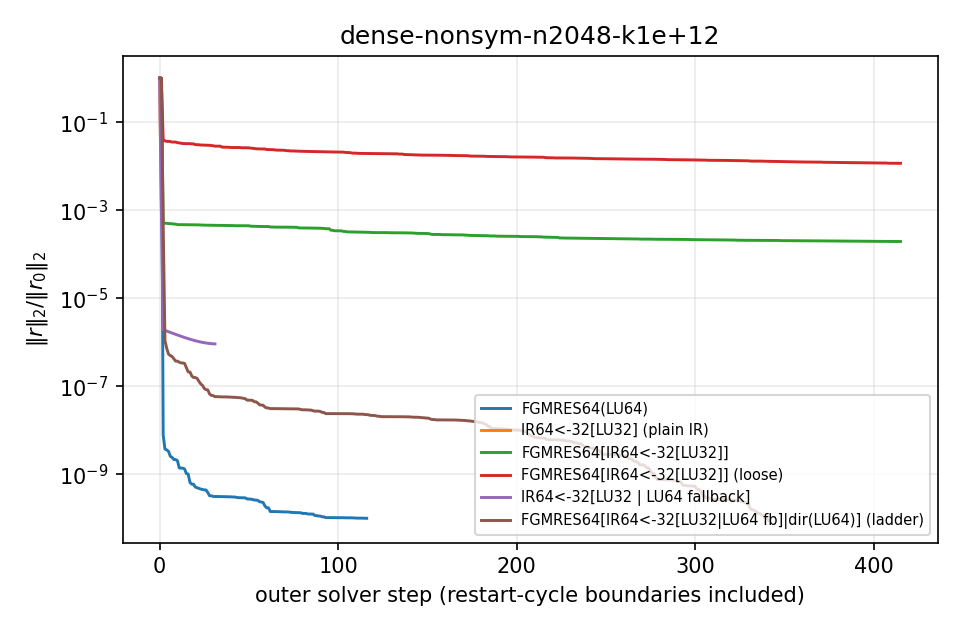 dense-nonsym-n2048-k1e+12
‖r‖₂/‖r₀‖₂
10⁻¹
10⁻³
10⁻⁵
10⁻⁷
10⁻⁹
FGMRES64(LU64)
IR64<-32[LU32] (plain IR)
FGMRES64[IR64<-32[LU32]]
FGMRES64[IR64<-32[LU32]] (loose)
IR64<-32[LU32 | LU64 fallback]
FGMRES64[IR64<-32[LU32|LU64 fb]|dir(LU64)] (ladder)
0 100 200 300 400
outer solver step (restart-cycle boundaries included)